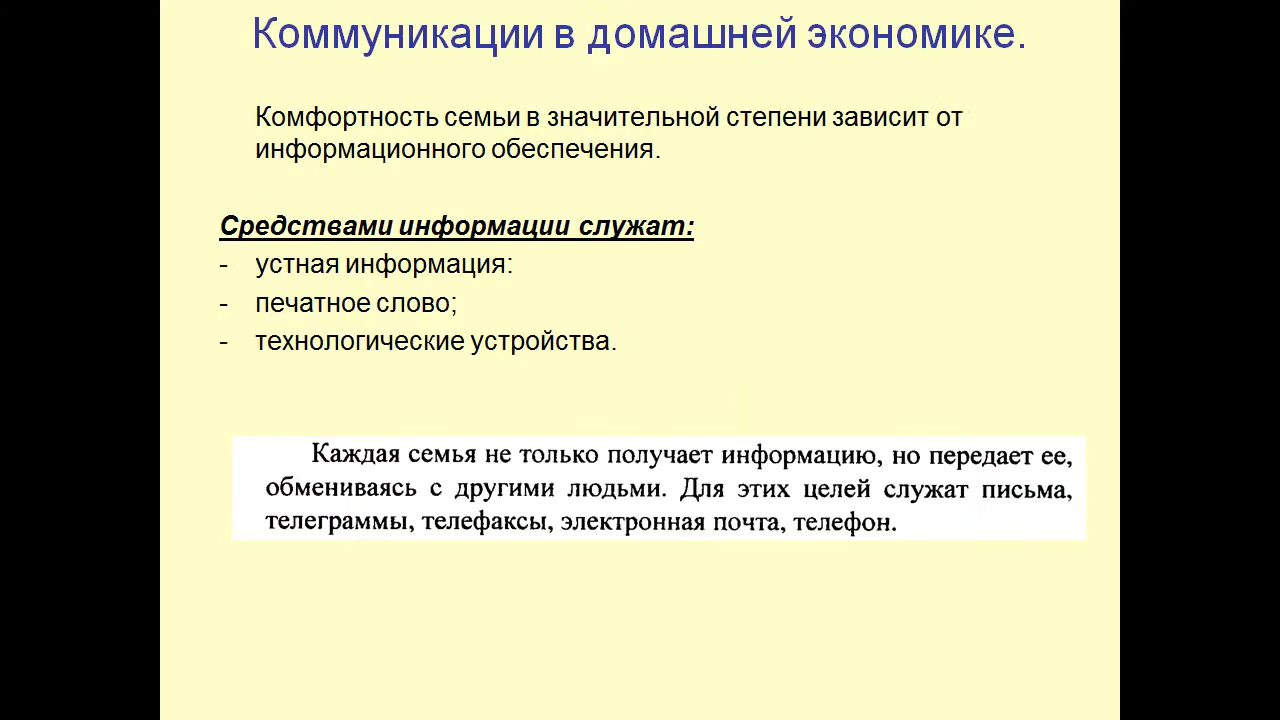 Коммуникации в домашней экономике.
Комфортность семьи в значительной степени зависит от
информационного обеспечения.
Средствами информации служат:
- устная информация:
- печатное слово;
- технологические устройства.
Каждая семья не только получает информацию, но передает ее,
обмениваясь с другими людьми. Для этих целей служат письма,
телеграммы, телефаксы, электронная почта, телефон.